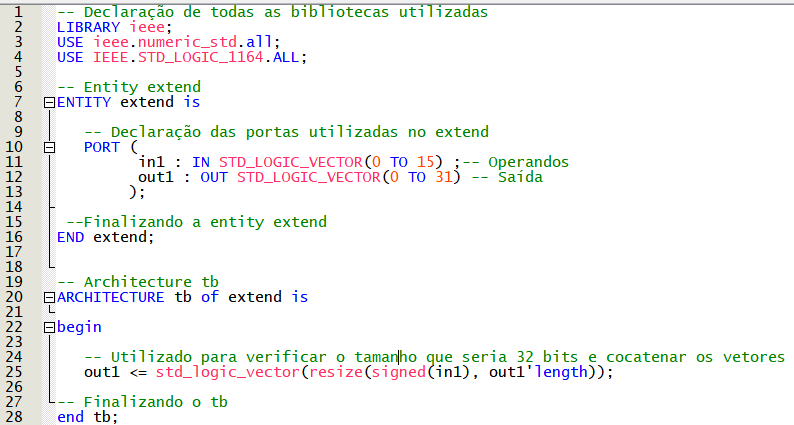 1 -- Declaração de todas as bibliotecas utilizadas
2 LIBRARY ieee;
3 USE ieee.numeric_std.all;
4 USE IEEE.STD_LOGIC_1164.ALL;
5
6 -- Entity extend
7 ENTITY extend is
8
9 -- Declaração das portas utilizadas no extend
10 PORT (
11 in1 : IN STD_LOGIC_VECTOR(0 TO 15) ;-- Operandos
12 out1 : OUT STD_LOGIC_VECTOR(0 TO 31) -- Saída
13 );
14
15 --Finalizando a entity extend
16 END extend;
17
18
19 -- Architecture tb
20 ARCHITECTURE tb of extend is
21
22 begin
23
24 -- Utilizado para verificar o tamanho que seria 32 bits e cocatenar os vetores
25 out1 <= std_logic_vector(resize(signed(in1), out1'length));
26
27 -- Finalizando o tb
28 end tb;